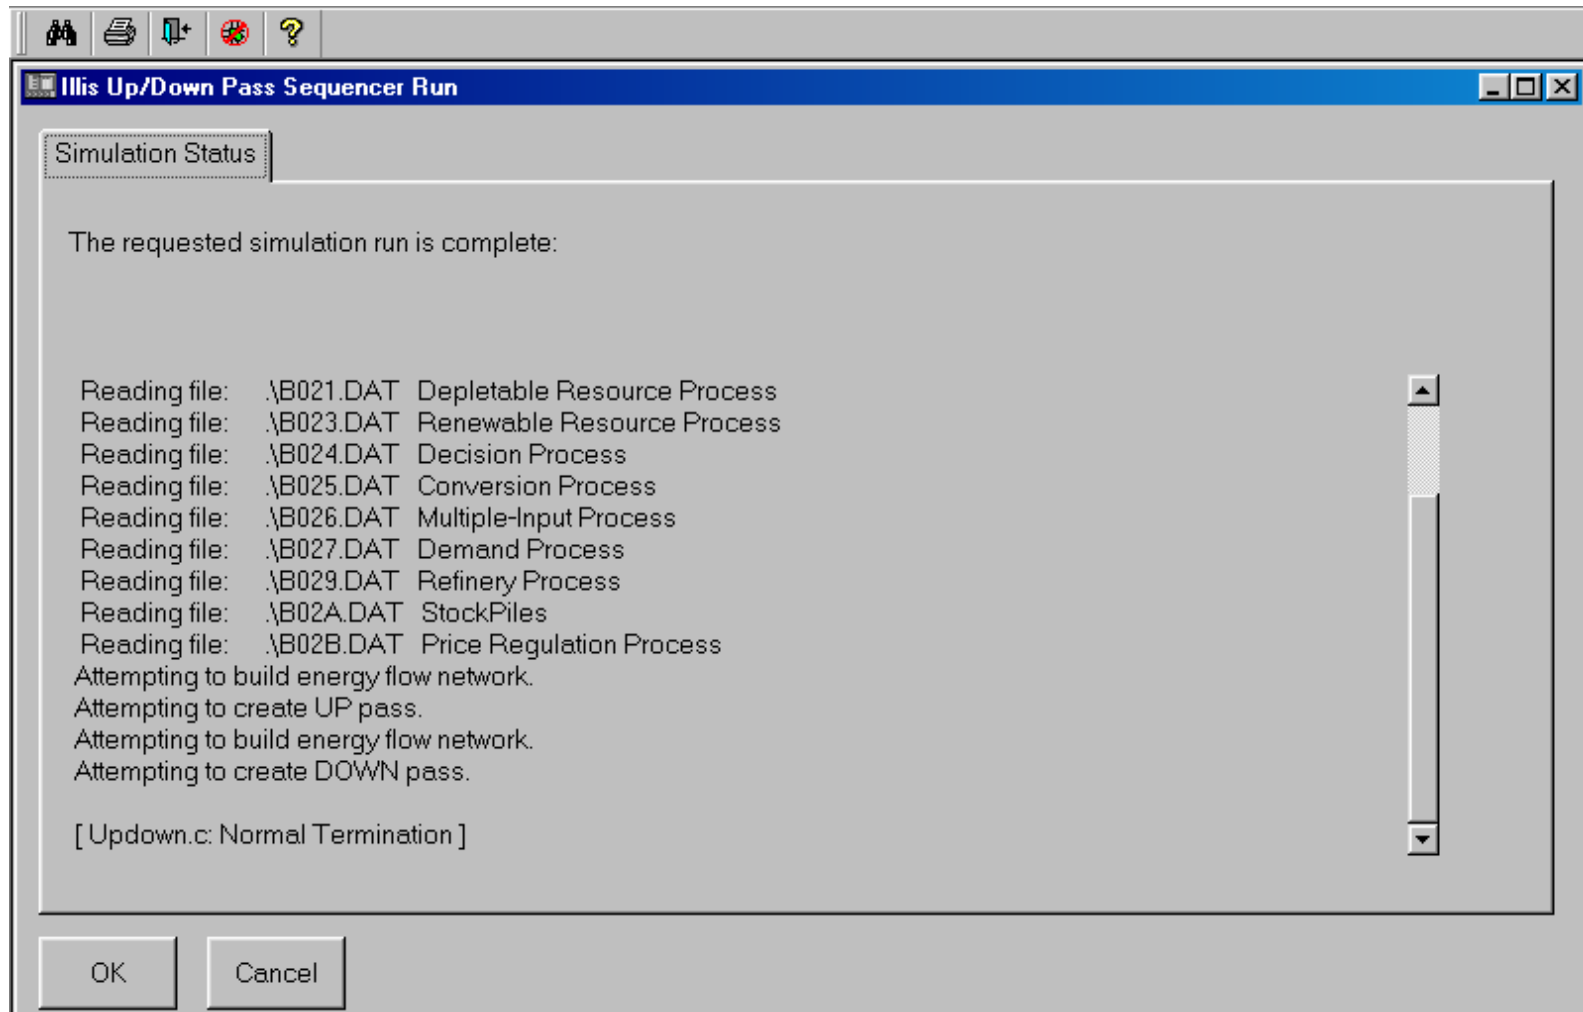 Illis Up/Down Pass Sequencer Run
Simulation Status
The requested simulation run is complete:
Reading file: .\B021.DAT Depletable Resource Process
Reading file: .\B023.DAT Renewable Resource Process
Reading file: .\B024.DAT Decision Process
Reading file: .\B025.DAT Conversion Process
Reading file: .\B026.DAT Multiple-Input Process
Reading file: .\B027.DAT Demand Process
Reading file: .\B029.DAT Refinery Process
Reading file: .\B02A.DAT StockPiles
Reading file: .\B02B.DAT Price Regulation Process
Attempting to build energy flow network.
Attempting to create UP pass.
Attempting to build energy flow network.
Attempting to create DOWN pass.
[ Updown.c: Normal Termination ]
OK Cancel